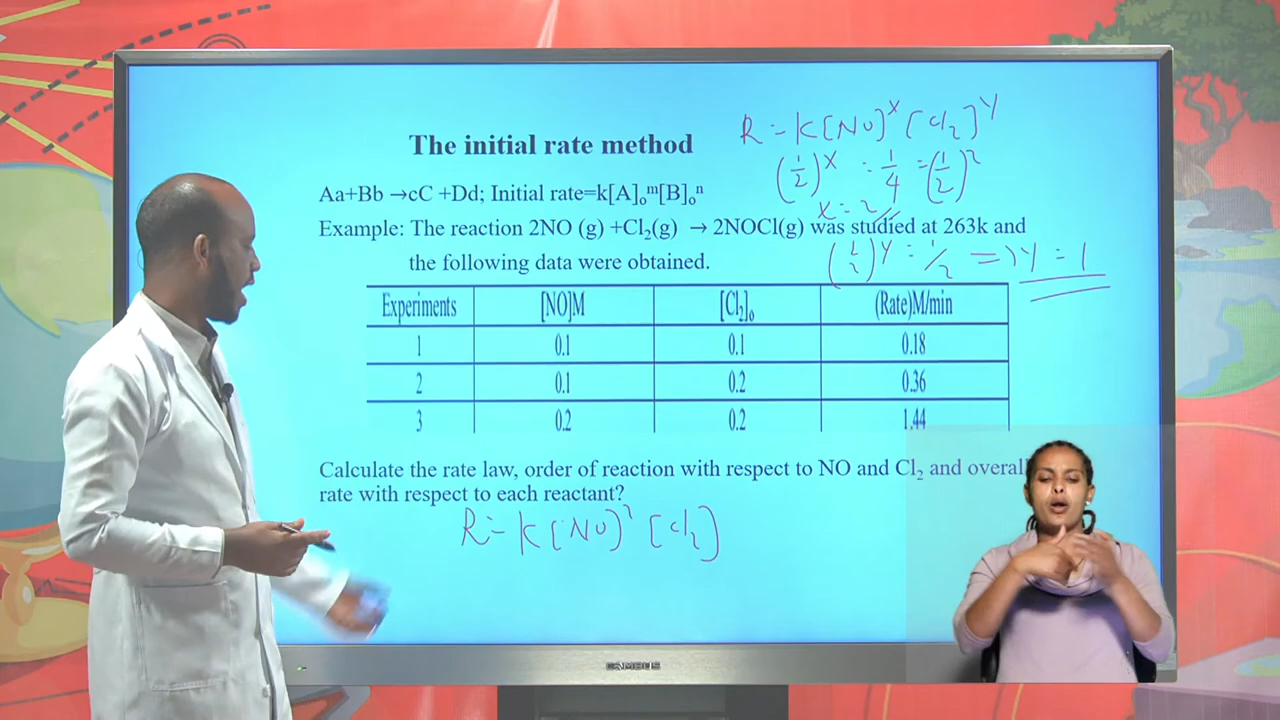 The initial rate method
R = K[NO]^x [Cl₂]^y
(1/2)^x = 1/4 = (1/2)^2
Aa+Bb →cC +Dd; Initial rate=k[A]ₒᵐ[B]ₒⁿ
x = 2
Example: The reaction 2NO (g) +Cl₂(g) → 2NOCl(g) was studied at 263k and
the following data were obtained.
(1/2)^y = 1/2 => y = 1
Experiments [NO]M [Cl₂]ₒ (Rate)M/min
1 0.1 0.1 0.18
2 0.1 0.2 0.36
3 0.2 0.2 1.44
Calculate the rate law, order of reaction with respect to NO and Cl₂ and overall
rate with respect to each reactant?
R = K[NO]² [Cl₂]